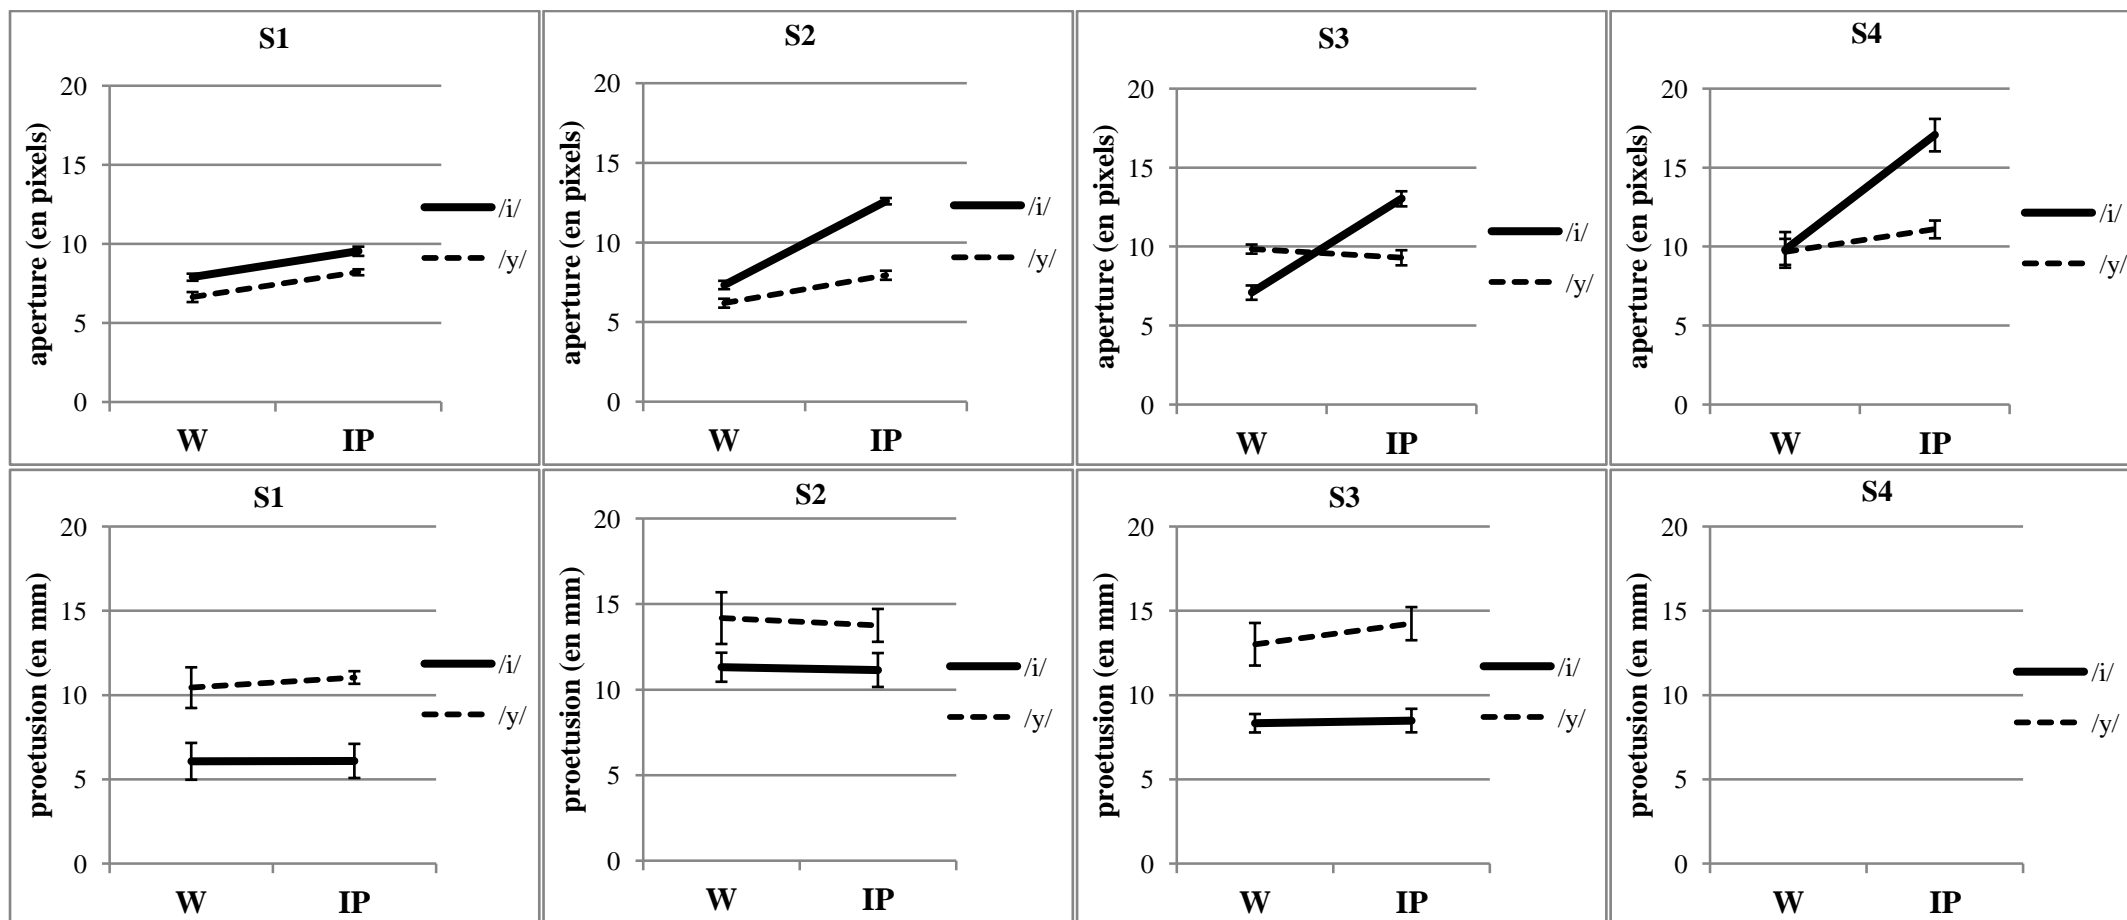 S1
aperture (en pixels)
20
15
10
5
0
W IP
/i/
/y/
S2
aperture (en pixels)
20
15
10
5
0
W IP
/i/
/y/
S3
aperture (en pixels)
20
15
10
5
0
W IP
/i/
/y/
S4
aperture (en pixels)
20
15
10
5
0
W IP
/i/
/y/
S1
proetusion (en mm)
20
15
10
5
0
W IP
/i/
/y/
S2
proetusion (en mm)
20
15
10
5
0
W IP
/i/
/y/
S3
proetusion (en mm)
20
15
10
5
0
W IP
/i/
/y/
S4
proetusion (en mm)
20
15
10
5
0
W IP
/i/
/y/